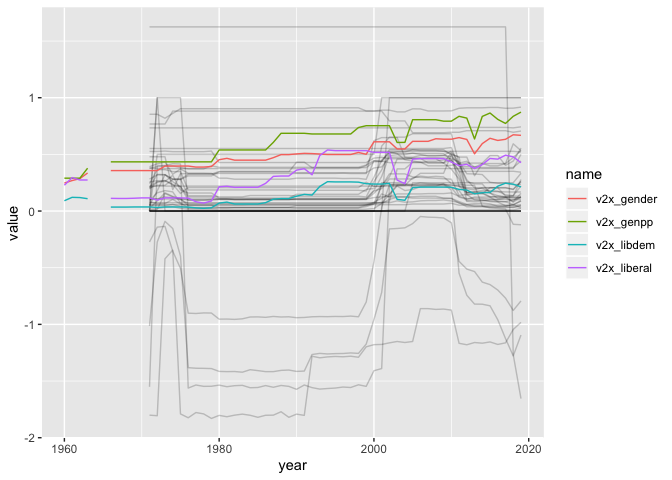 1
0
-1
-2
value
1960
1980
2000
2020
year
name
v2x_gender
v2x_genpp
v2x_libdem
v2x_liberal